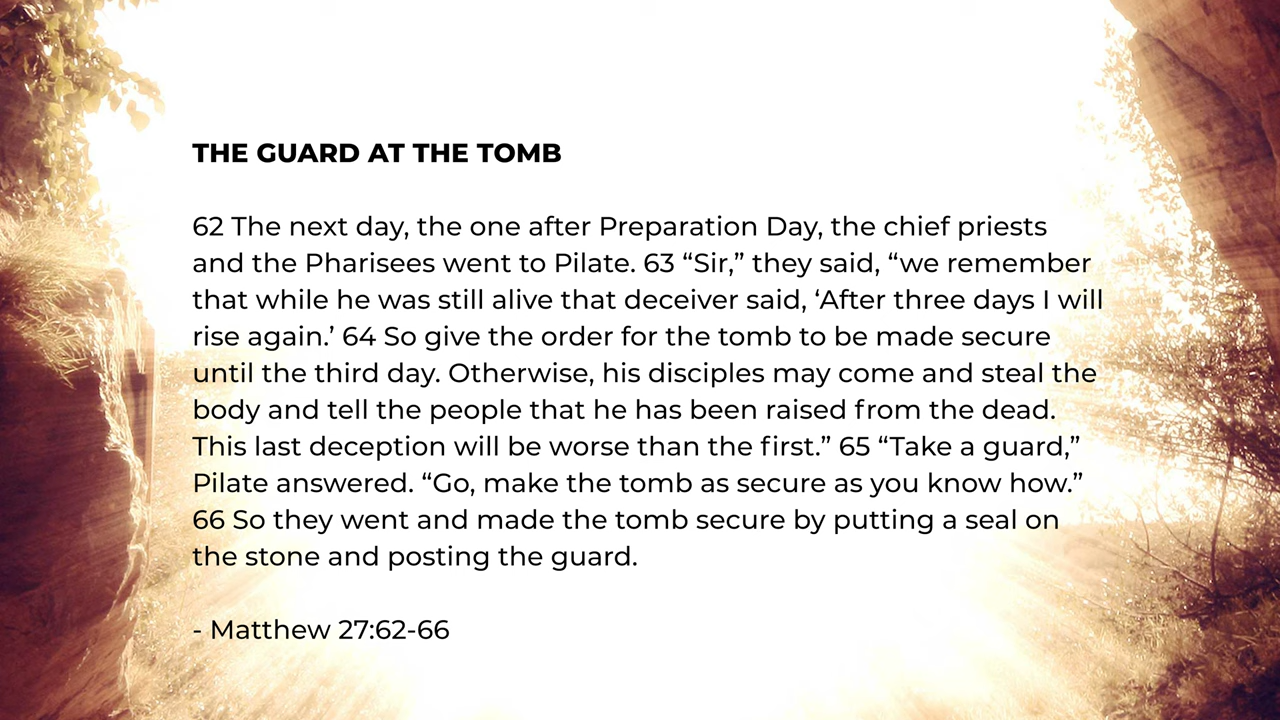 THE GUARD AT THE TOMB
62 The next day, the one after Preparation Day, the chief priests
and the Pharisees went to Pilate. 63 “Sir,” they said, “we remember
that while he was still alive that deceiver said, ‘After three days I will
rise again.’ 64 So give the order for the tomb to be made secure
until the third day. Otherwise, his disciples may come and steal the
body and tell the people that he has been raised from the dead.
This last deception will be worse than the first.” 65 “Take a guard,”
Pilate answered. “Go, make the tomb as secure as you know how.”
66 So they went and made the tomb secure by putting a seal on
the stone and posting the guard.
- Matthew 27:62-66